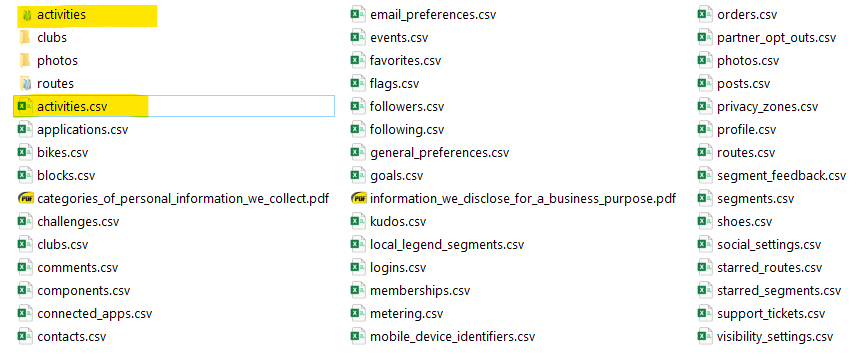 activities
clubs
photos
routes
activities.csv
applications.csv
bikes.csv
blocks.csv
categories_of_personal_information_we_collect.pdf
challenges.csv
clubs.csv
comments.csv
components.csv
connected_apps.csv
contacts.csv
email_preferences.csv
events.csv
favorites.csv
flags.csv
followers.csv
following.csv
general_preferences.csv
goals.csv
information_we_disclose_for_a_business_purpose.pdf
kudos.csv
local_legend_segments.csv
logins.csv
memberships.csv
metering.csv
mobile_device_identifiers.csv
orders.csv
partner_opt_outs.csv
photos.csv
posts.csv
privacy_zones.csv
profile.csv
routes.csv
segment_feedback.csv
segments.csv
shoes.csv
social_settings.csv
starred_routes.csv
starred_segments.csv
support_tickets.csv
visibility_settings.csv